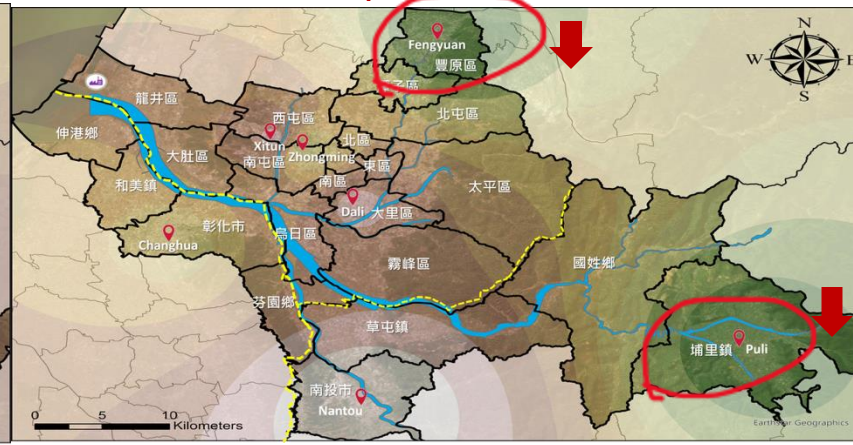 Fengyuan
豐原區
N
W
S
龍井區
伸港鄉
西屯區
北屯區
Xitun
Zhongming
北區
大肚區
南屯區
東區
和美鎮
南區
太平區
Dali
大里區
彰化市
烏日區
Changhua
霧峰區
國姓鄉
芬園鄉
草屯鎮
埔里鎮
Puli
南投市
Nantou
0 5 10
Kilometers
Geographics